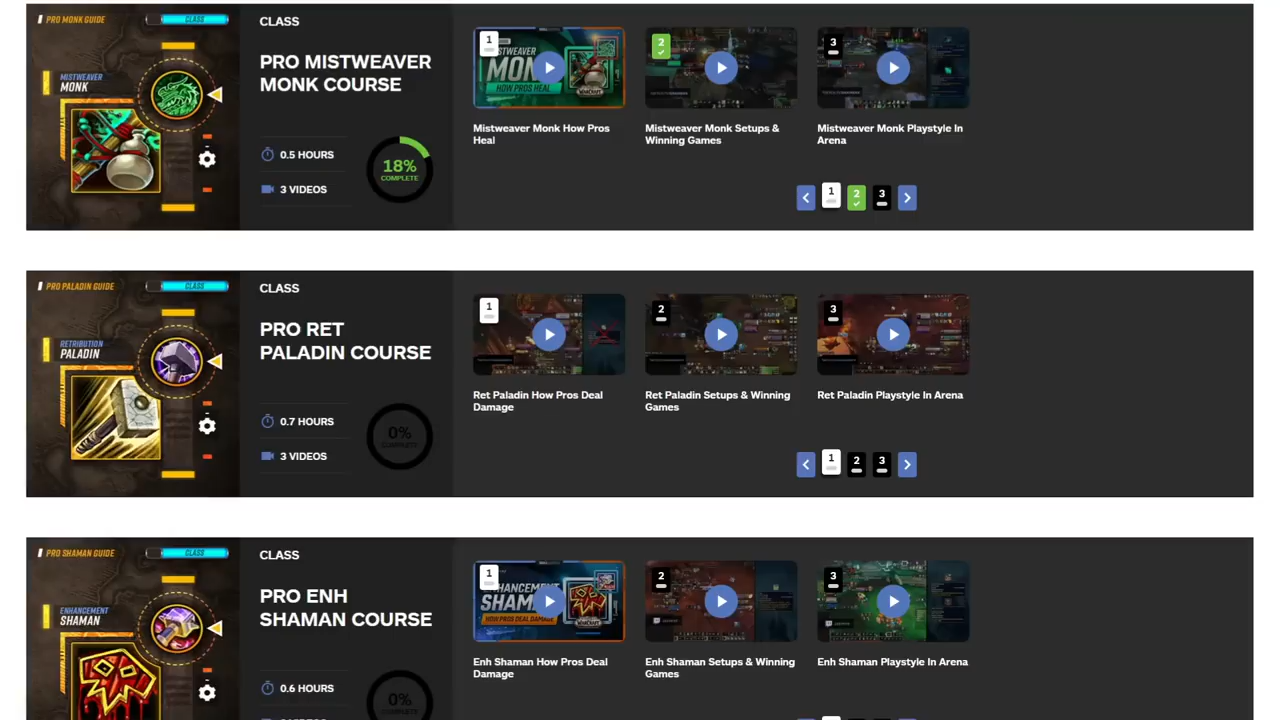 PRO MONK GUIDE
CLASS
MISTWEAVER
MONK
CLASS
PRO MISTWEAVER
MONK COURSE
0.5 HOURS
3 VIDEOS
18%
COMPLETE
1
MISTWEAVER
MONK
HOW PROS HEAL
Mistweaver Monk How Pros
Heal
2
Mistweaver Monk Setups &
Winning Games
3
Mistweaver Monk Playstyle In
Arena
1 2 3
PRO PALADIN GUIDE
CLASS
RETRIBUTION
PALADIN
CLASS
PRO RET
PALADIN COURSE
0.7 HOURS
3 VIDEOS
0%
COMPLETE
1
Ret Paladin How Pros Deal
Damage
2
Ret Paladin Setups & Winning
Games
3
Ret Paladin Playstyle In Arena
1 2 3
PRO SHAMAN GUIDE
CLASS
ENHANCEMENT
SHAMAN
CLASS
PRO ENH
SHAMAN COURSE
0.6 HOURS
0%
COMPLETE
1
ENHANCEMENT
SHAMAN
HOW PROS DEAL DAMAGE
Enh Shaman How Pros Deal
Damage
2
Enh Shaman Setups & Winning
Games
3
Enh Shaman Playstyle In Arena